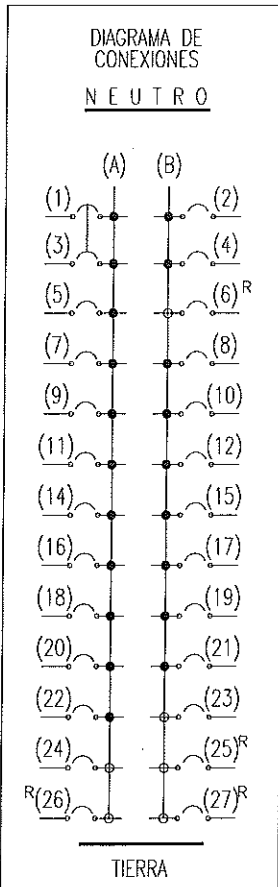 DIAGRAMA DE
CONEXIONES
NEUTRO
(A) (B)
(1) (2)
(3) (4)
(5) (6)R
(7) (8)
(9) (10)
(11) (12)
(14) (15)
(16) (17)
(18) (19)
(20) (21)
(22) (23)
(24) (25)R
R(26) (27)R
TIERRA